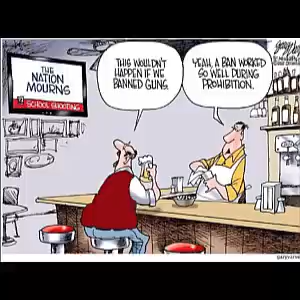 THE
NATION
MOURNS
SCHOOL SHOOTING
THIS WOULDN'T
HAPPEN IF WE
BANNED GUNS.
YEAH, A BAN WORKED
SO WELL DURING
PROHIBITION.